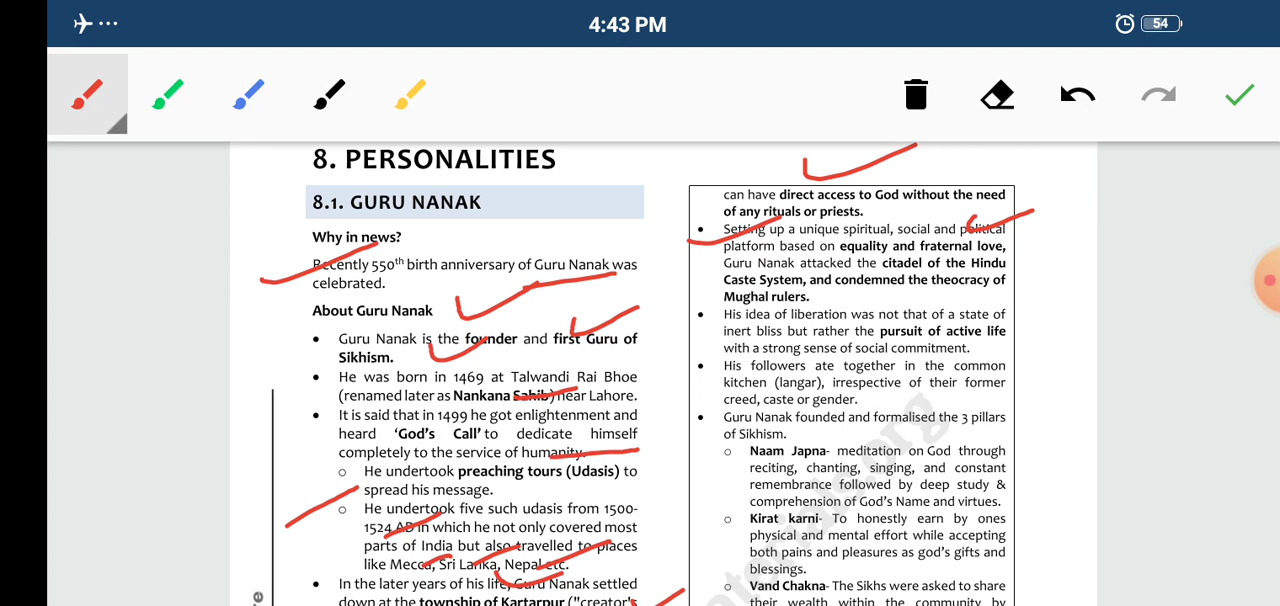 4:43 PM
54
8. PERSONALITIES
8.1. GURU NANAK
Why in news?
Recently 550th birth anniversary of Guru Nanak was
celebrated.
About Guru Nanak
• Guru Nanak is the founder and first Guru of
Sikhism.
• He was born in 1469 at Talwandi Rai Bhoe
(renamed later as Nankana Sahib) near Lahore.
• It is said that in 1499 he got enlightenment and
heard ‘God’s Call’ to dedicate himself
completely to the service of humanity.
o He undertook preaching tours (Udasis) to
spread his message.
o He undertook five such udasis from 1500-
1524 AD in which he not only covered most
parts of India but also travelled to places
like Mecca, Sri Lanka, Nepal etc.
• In the later years of his life, Guru Nanak settled
down at the township of Kartarpur ("creator's
can have direct access to God without the need
of any rituals or priests.
• Setting up a unique spiritual, social and political
platform based on equality and fraternal love,
Guru Nanak attacked the citadel of the Hindu
Caste System, and condemned the theocracy of
Mughal rulers.
• His idea of liberation was not that of a state of
inert bliss but rather the pursuit of active life
with a strong sense of social commitment.
• His followers ate together in the common
kitchen (langar), irrespective of their former
creed, caste or gender.
• Guru Nanak founded and formalised the 3 pillars
of Sikhism.
o Naam Japna- meditation on God through
reciting, chanting, singing, and constant
remembrance followed by deep study &
comprehension of God’s Name and virtues.
o Kirat karni- To honestly earn by ones
physical and mental effort while accepting
both pains and pleasures as god’s gifts and
blessings.
o Vand Chakna- The Sikhs were asked to share
their wealth within the community by